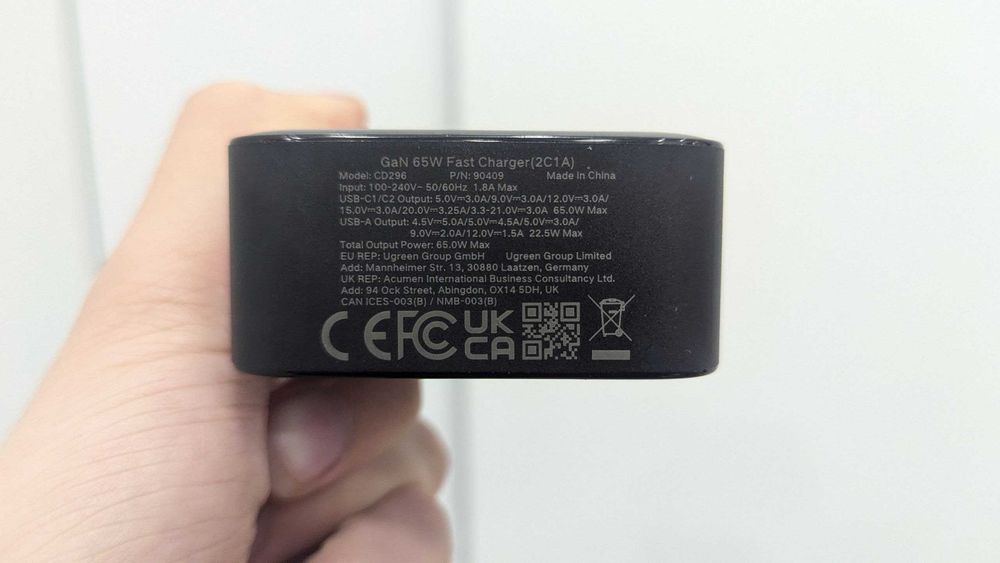 GaN 65W Fast Charger(2C1A)
Model: CD296 P/N: 90409 Made in China
Input: 100-240V~ 50/60Hz 1.8A Max
USB-C1/C2 Output: 5.0V⎓3.0A/9.0V⎓3.0A/12.0V⎓3.0A/
15.0V⎓3.0A/20.0V⎓3.25A/3.3-21.0V⎓3.0A 65.0W Max
USB-A Output: 4.5V⎓5.0A/5.0V⎓4.5A/5.0V⎓3.0A/
9.0V⎓2.0A/12.0V⎓1.5A 22.5W Max
Total Output Power: 65.0W Max
EU REP: Ugreen Group GmbH Ugreen Group Limited
Add: Mannheimer Str. 13, 30880 Laatzen, Germany
UK REP: Acumen International Business Consultancy Ltd.
Add: 94 Ock Street, Abingdon, OX14 5DH, UK
CAN ICES-003(B) / NMB-003(B)
CE FC UK
CA